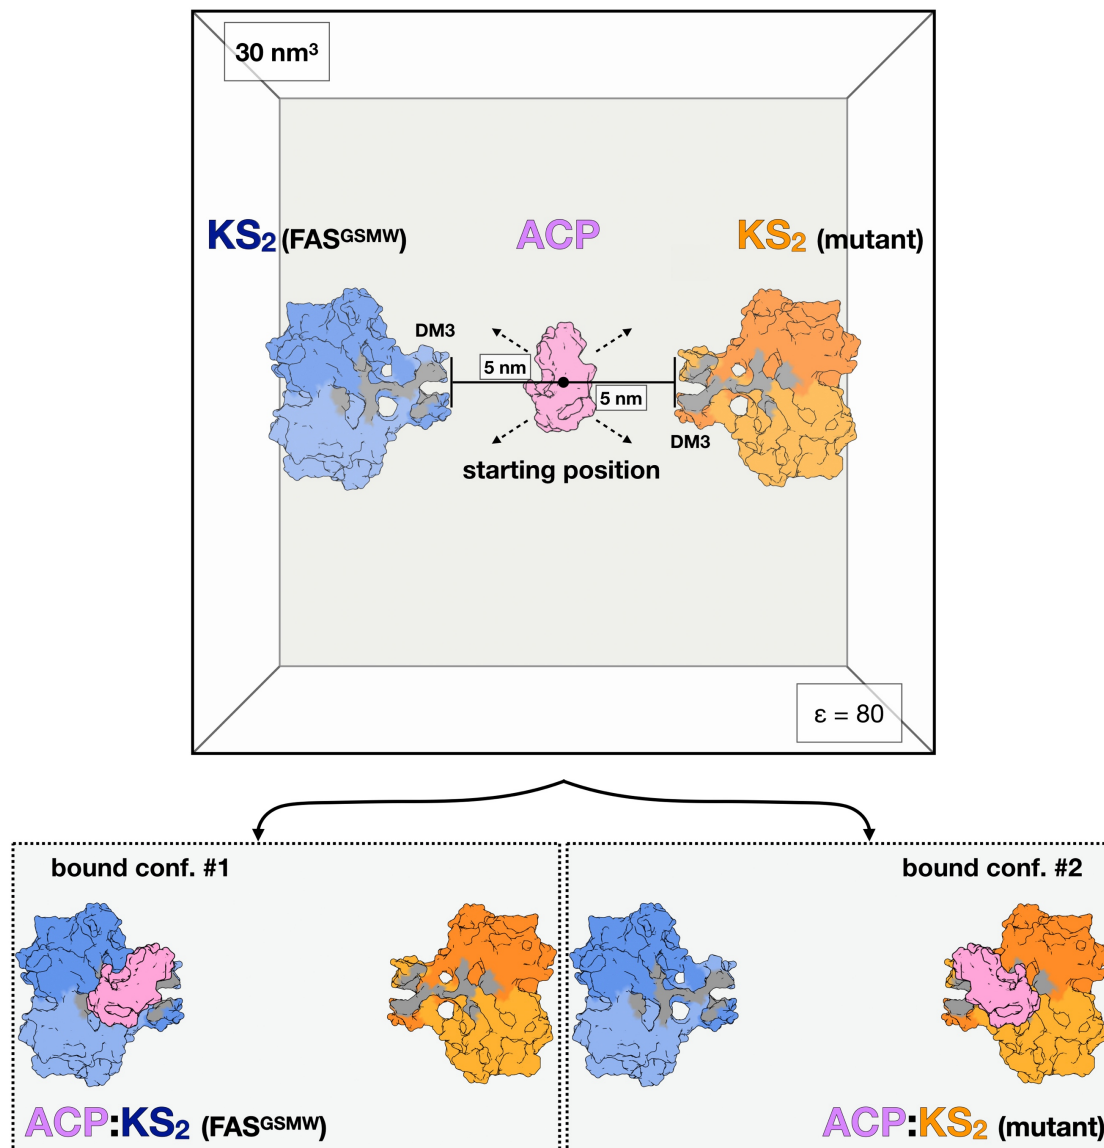 30 nm³
KS₂ (FASᴳˢᴹᵂ)
ACP
KS₂ (mutant)
DM3
5 nm
5 nm
DM3
starting position
ε = 80
bound conf. #1
bound conf. #2
ACP:KS₂ (FASᴳˢᴹᵂ)
ACP:KS₂ (mutant)